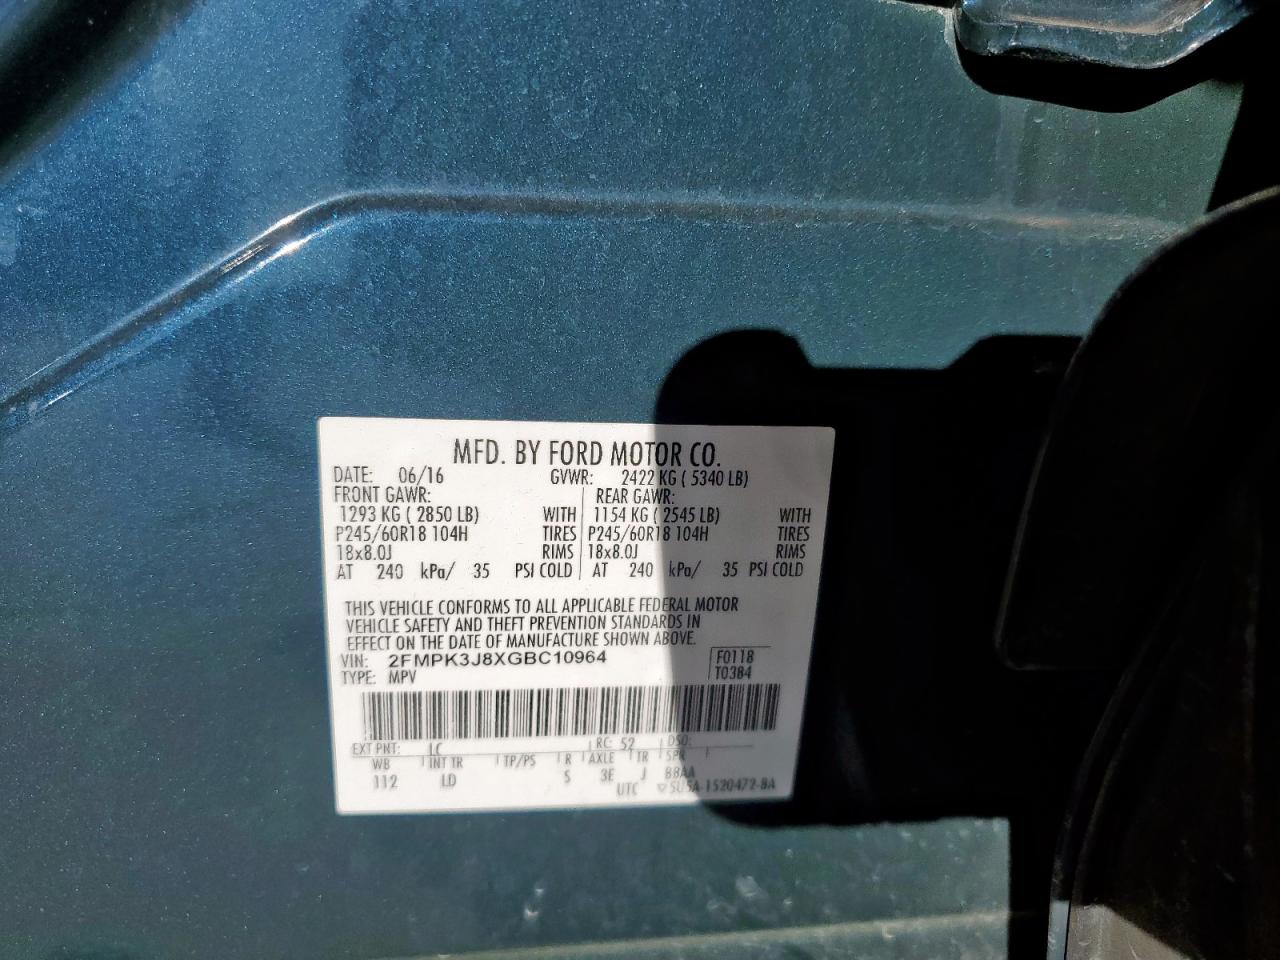 MFD. BY FORD MOTOR CO.
DATE: 06/16 GVWR: 2422 KG ( 5340 LB)
FRONT GAWR: REAR GAWR:
1293 KG ( 2850 LB) WITH 1154 KG ( 2545 LB) WITH
P245/60R18 104H TIRES P245/60R18 104H TIRES
18x8.0J RIMS 18x8.0J RIMS
AT 240 kPa/ 35 PSI COLD AT 240 kPa/ 35 PSI COLD
THIS VEHICLE CONFORMS TO ALL APPLICABLE FEDERAL MOTOR
VEHICLE SAFETY AND THEFT PREVENTION STANDARDS IN
EFFECT ON THE DATE OF MANUFACTURE SHOWN ABOVE.
VIN: 2FMPK3J8XGBC10964 F0118
TYPE: MPV T0384
EXT PNT: LC RC: 52 DSO:
WB INT TR TP/PS R AXLE TR SPR
112 LD S 3E J BBAA
UTC ▽5U5A-1520472-BA